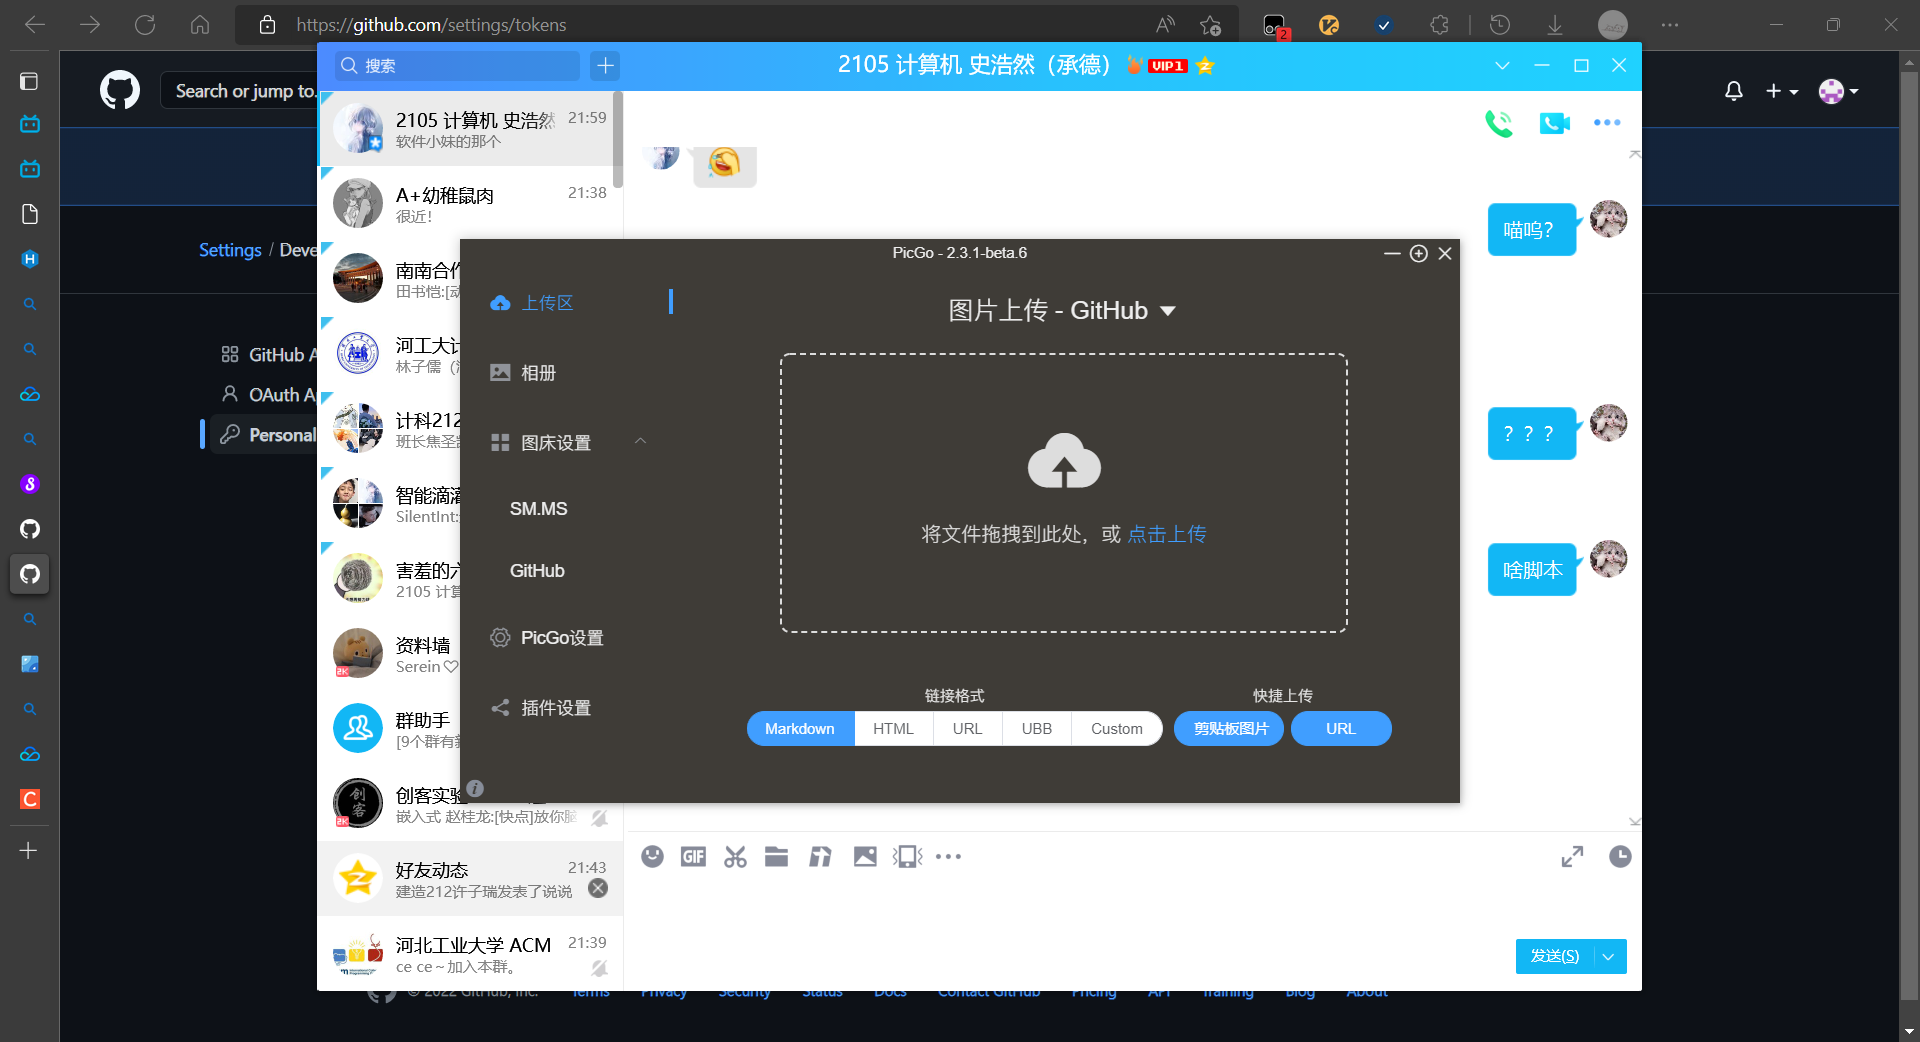 https://github.com/settings/tokens
2
Search or jump to.
Settings / Deve
GitHub A
OAuth A
Personal
搜索
2105 计算机 史浩然（承德）
VIP1
2105 计算机 史浩然
21:59
软件小妹的那个
A+幼稚鼠肉
21:38
很近！
南南合作
田书恺:[动
河工大计
林子儒（
计科212
班长焦圣
智能滴灌
SilentInt:
害羞的六
2105 计算
资料墙
Serein♡
群助手
[9个群有新
创客实验
嵌入式 赵桂龙:[快点]放你脑
好友动态
21:43
建造212许子瑞发表了说说
河北工业大学 ACM
21:39
ce ce～加入本群。
喵呜？
？？？
啥脚本
PicGo - 2.3.1-beta.6
上传区
相册
图床设置
SM.MS
GitHub
PicGo设置
插件设置
图片上传 - GitHub
将文件拖拽到此处，或 点击上传
链接格式
快捷上传
Markdown
HTML
URL
UBB
Custom
剪贴板图片
URL
GIF
发送(S)
© 2022 GitHub, Inc.
Terms
Privacy
Security
Status
Docs
Contact GitHub
Pricing
API
Training
Blog
About